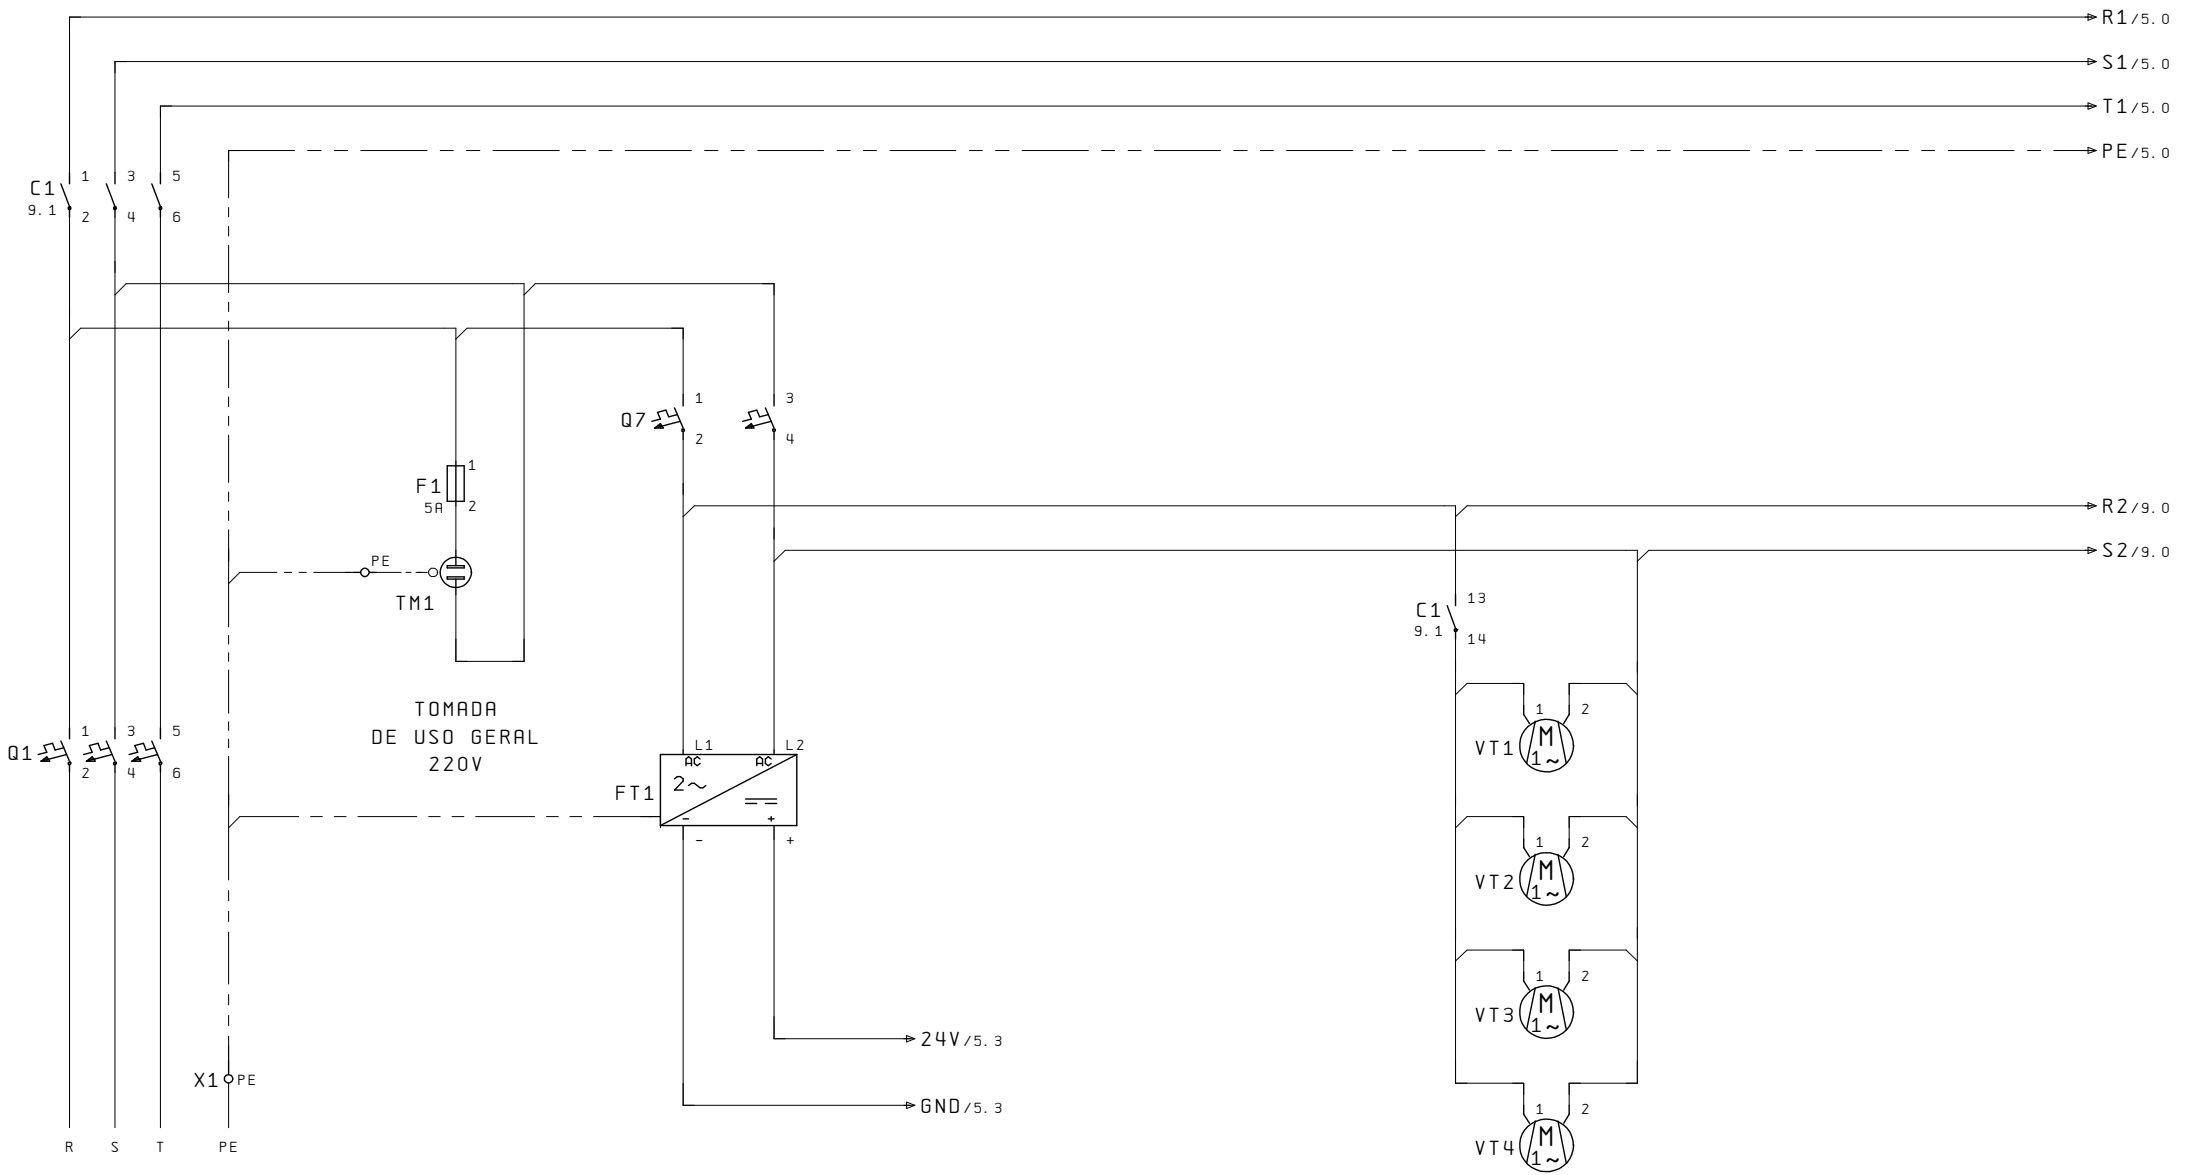 R1/5.0
S1/5.0
T1/5.0
PE/5.0
C1 1 3 5
9.1 2 4 6
Q7 1 3
2 4
F1 1
5A 2
R2/9.0
S2/9.0
PE
TM1
C1 13
9.1 14
TOMADA
DE USO GERAL
220V
Q1 1 3 5
2 4 6
L1 L2
AC AC
2~
FT1
- +
- +
1 2
VT1 M
1~
1 2
VT2 M
1~
1 2
VT3 M
1~
24V/5.3
X1 PE
GND/5.3
1 2
VT4 M
1~
R S T PE